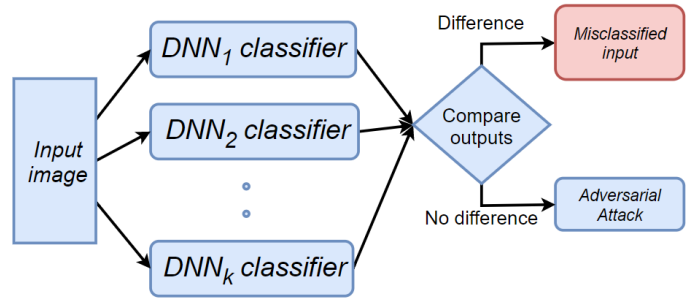 Input
image
DNN₁ classifier
DNN₂ classifier
DNNₖ classifier
Compare
outputs
Difference
Misclassified
input
No difference
Adversarial
Attack